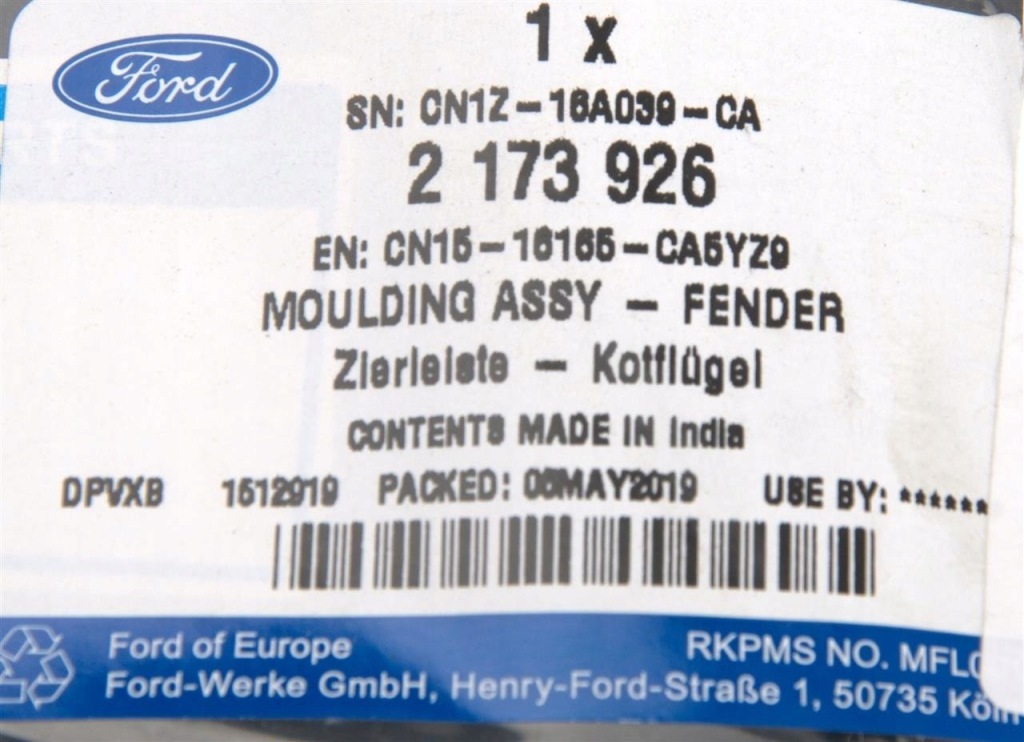 Ford
1 x
SN: CN1Z-16A039-CA
2 173 926
EN: CN15-16165-CA5YZ9
MOULDING ASSY - FENDER
Zierleiste - Kotflügel
CONTENTS MADE IN India
DPVXB 1512919 PACKED: 06MAY2019 USE BY: ******
Ford of Europe RKPMS NO. MFL
Ford-Werke GmbH, Henry-Ford-Straße 1, 50735 Köln